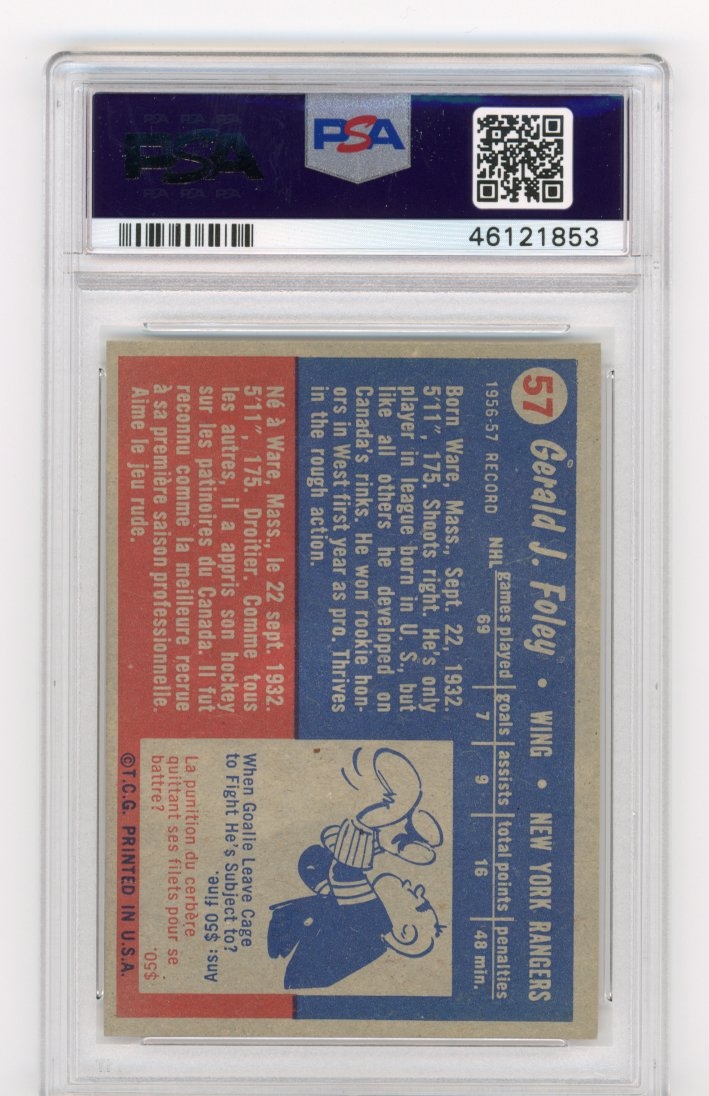 PSA PSA PSA
PSA
PSA PSA PSA
PSA
46121853
57 Gerald J. Foley • WING • NEW YORK RANGERS
1956-57 RECORD
games played | goals | assists | total points | penalties
NHL 69 7 9 16 48 min.
Born Ware, Mass., Sept. 22, 1932.
5'11", 175. Shoots right. He's only
player in league born in U. S., but
like all others he developed on
Canada's rinks. He won rookie hon-
ors in West first year as pro. Thrives
in the rough action.
Né à Ware, Mass., le 22 sept. 1932.
5'11", 175. Droitier. Comme tous
les autres, il a appris son hockey
sur les patinoires du Canada. Il fut
reconnu comme la meilleure recrue
à sa première saison professionnelle.
Aime le jeu rude.
When Goalie Leave Cage
to Fight He's Subject to?
Ans: $50 fine.
La punition du cerbère
quittant ses filets pour se
battre?
$50.
©T.C.G. PRINTED IN U.S.A.